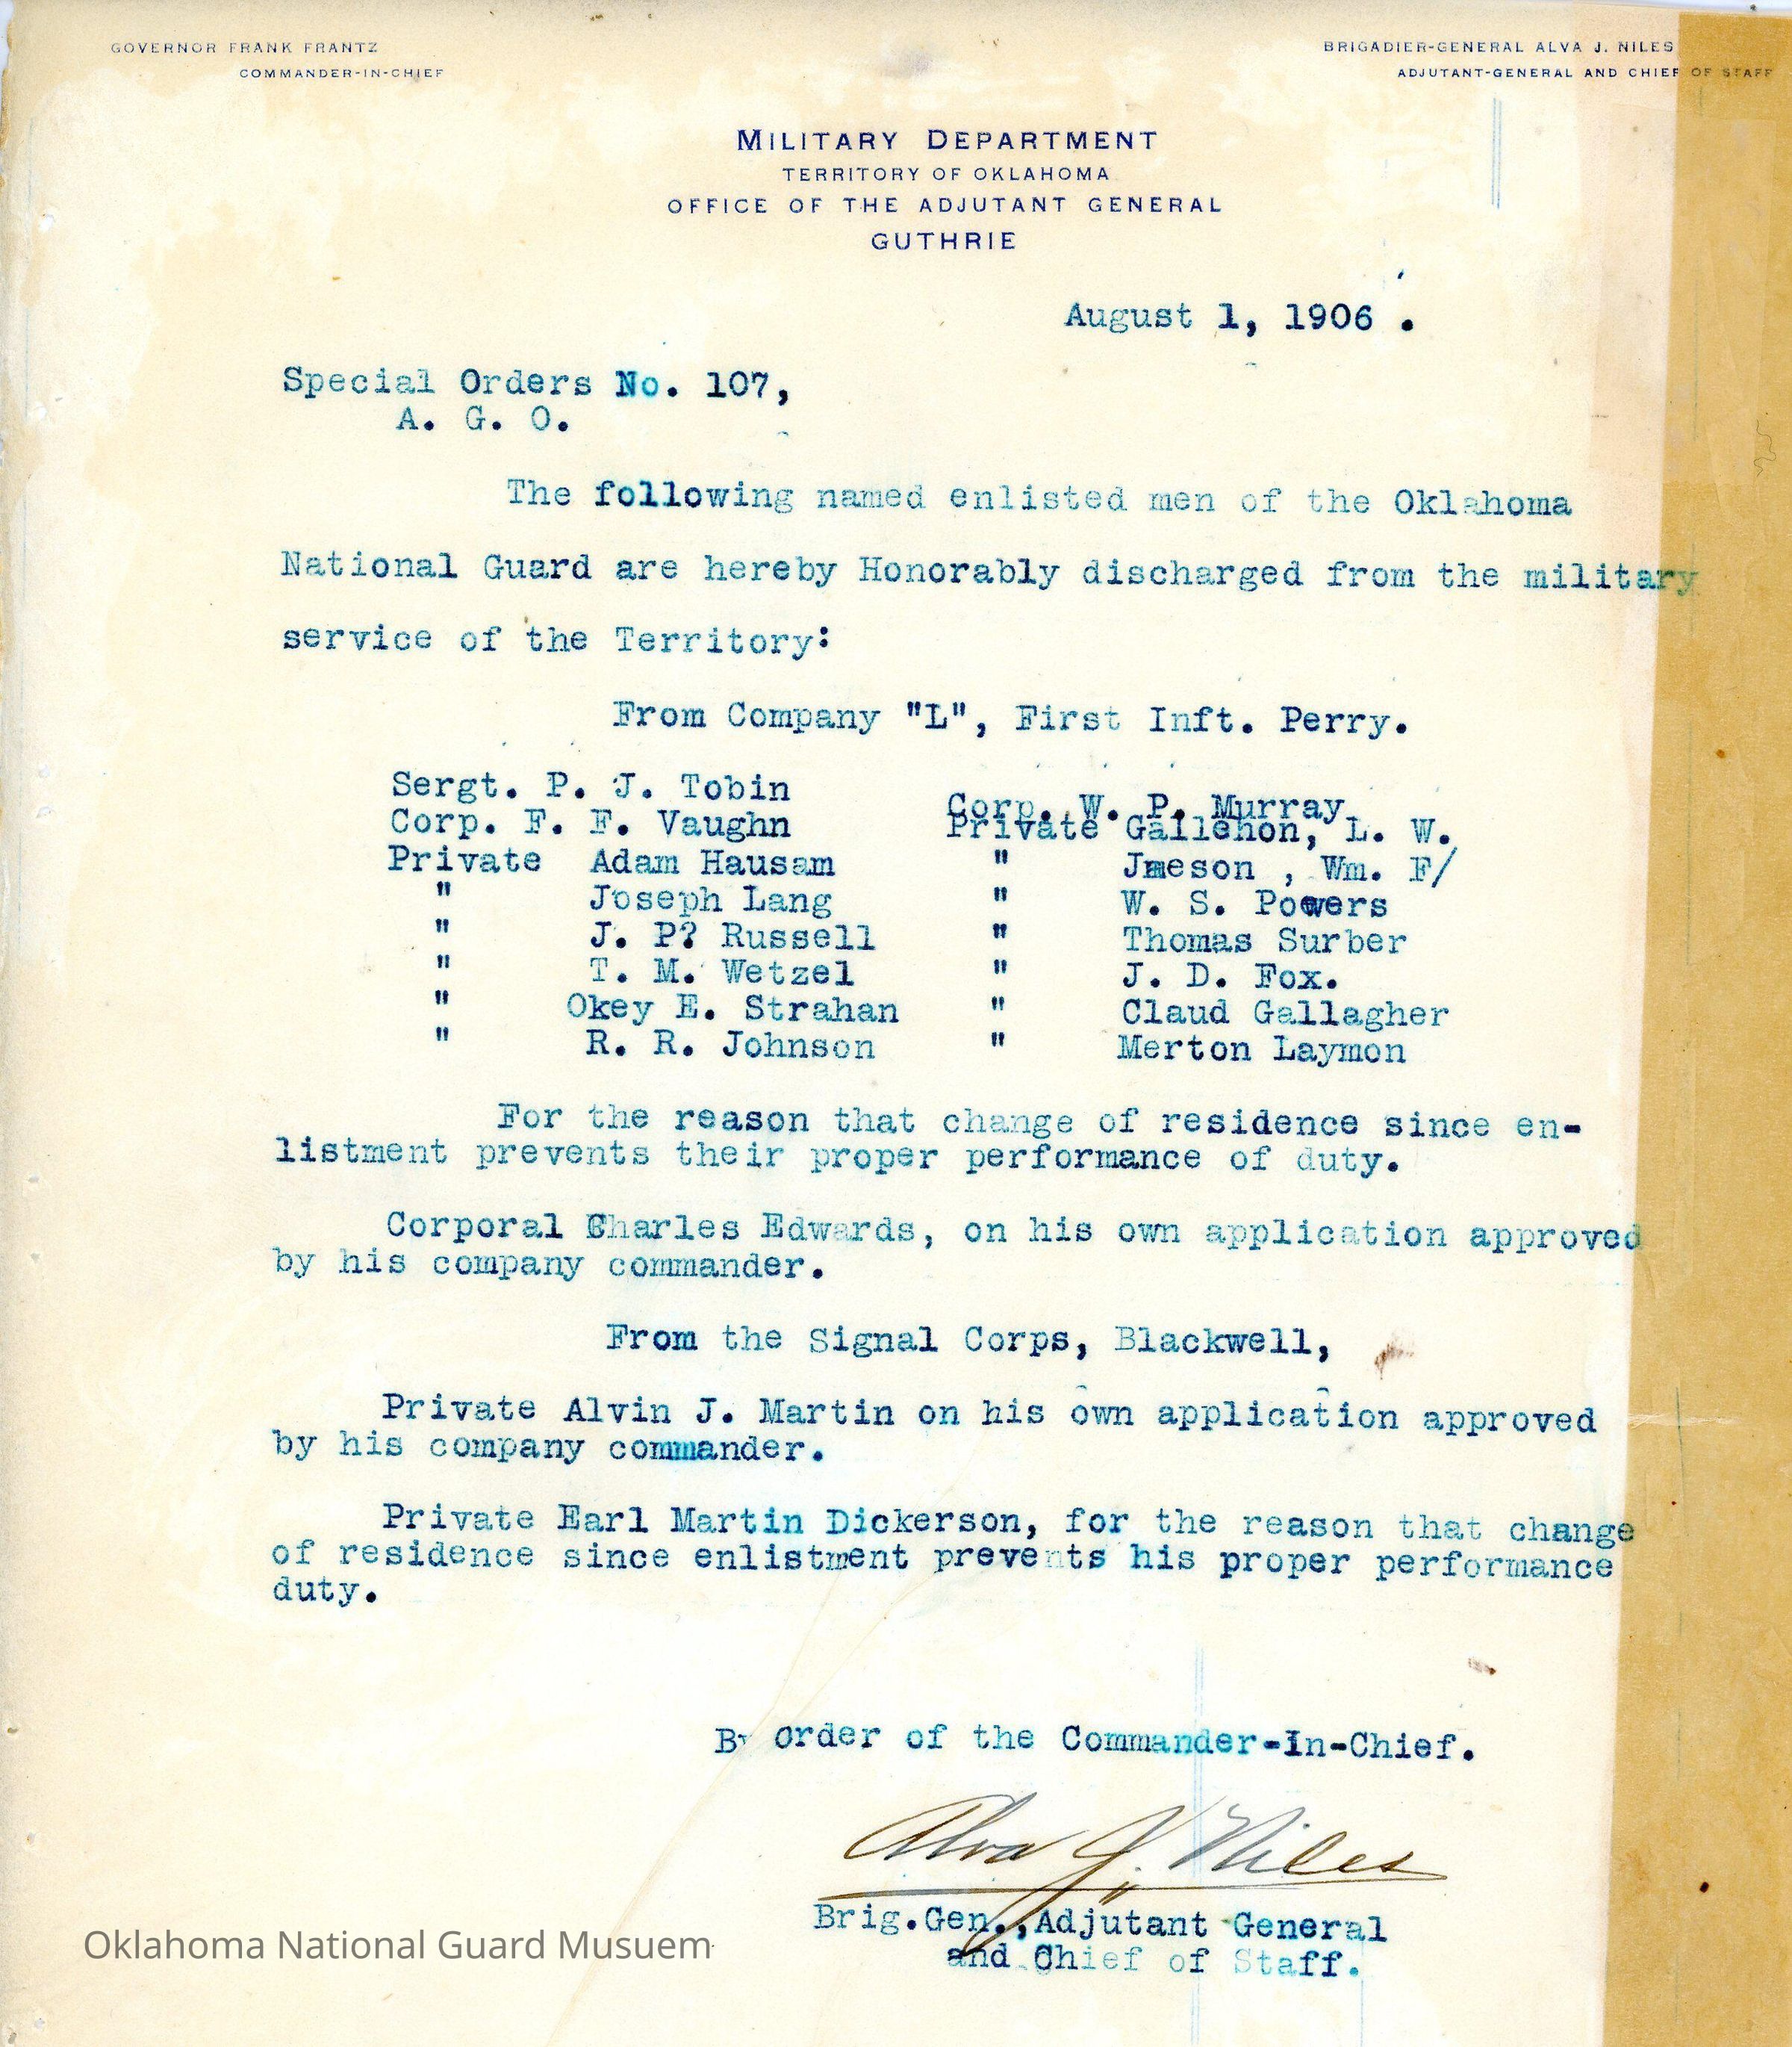 GOVERNOR FRANK FRANTZ
COMMANDER-IN-CHIEF
BRIGADIER-GENERAL ALVA J. NILES
ADJUTANT-GENERAL AND CHIEF OF STAFF
MILITARY DEPARTMENT
TERRITORY OF OKLAHOMA
OFFICE OF THE ADJUTANT GENERAL
GUTHRIE
August 1, 1906 .
Special Orders No. 107,
A. G. O.
The following named enlisted men of the Oklahoma
National Guard are hereby Honorably discharged from the military
service of the Territory:
From Company "L", First Inft. Perry.
Sergt. P. J. Tobin
Corp. F. F. Vaughn
Private Adam Hausam
" Joseph Lang
" J. P? Russell
" T. M. Wetzel
" Okey E. Strahan
" R. R. Johnson
Corp. W. P. Murray
Private Gallehon, L. W.
" Jmeson , Wm. F/
" W. S. Powers
" Thomas Surber
" J. D. Fox.
" Claud Gallagher
" Merton Laymon
For the reason that change of residence since en-
listment prevents their proper performance of duty.
Corporal Charles Edwards, on his own application approved
by his company commander.
From the Signal Corps, Blackwell,
Private Alvin J. Martin on his own application approved
by his company commander.
Private Earl Martin Dickerson, for the reason that change
of residence since enlistment prevents his proper performance
duty.
By order of the Commander-In-Chief.
Alva J. Niles
Brig.Gen.,Adjutant General
and Chief of Staff.
Oklahoma National Guard Musuem